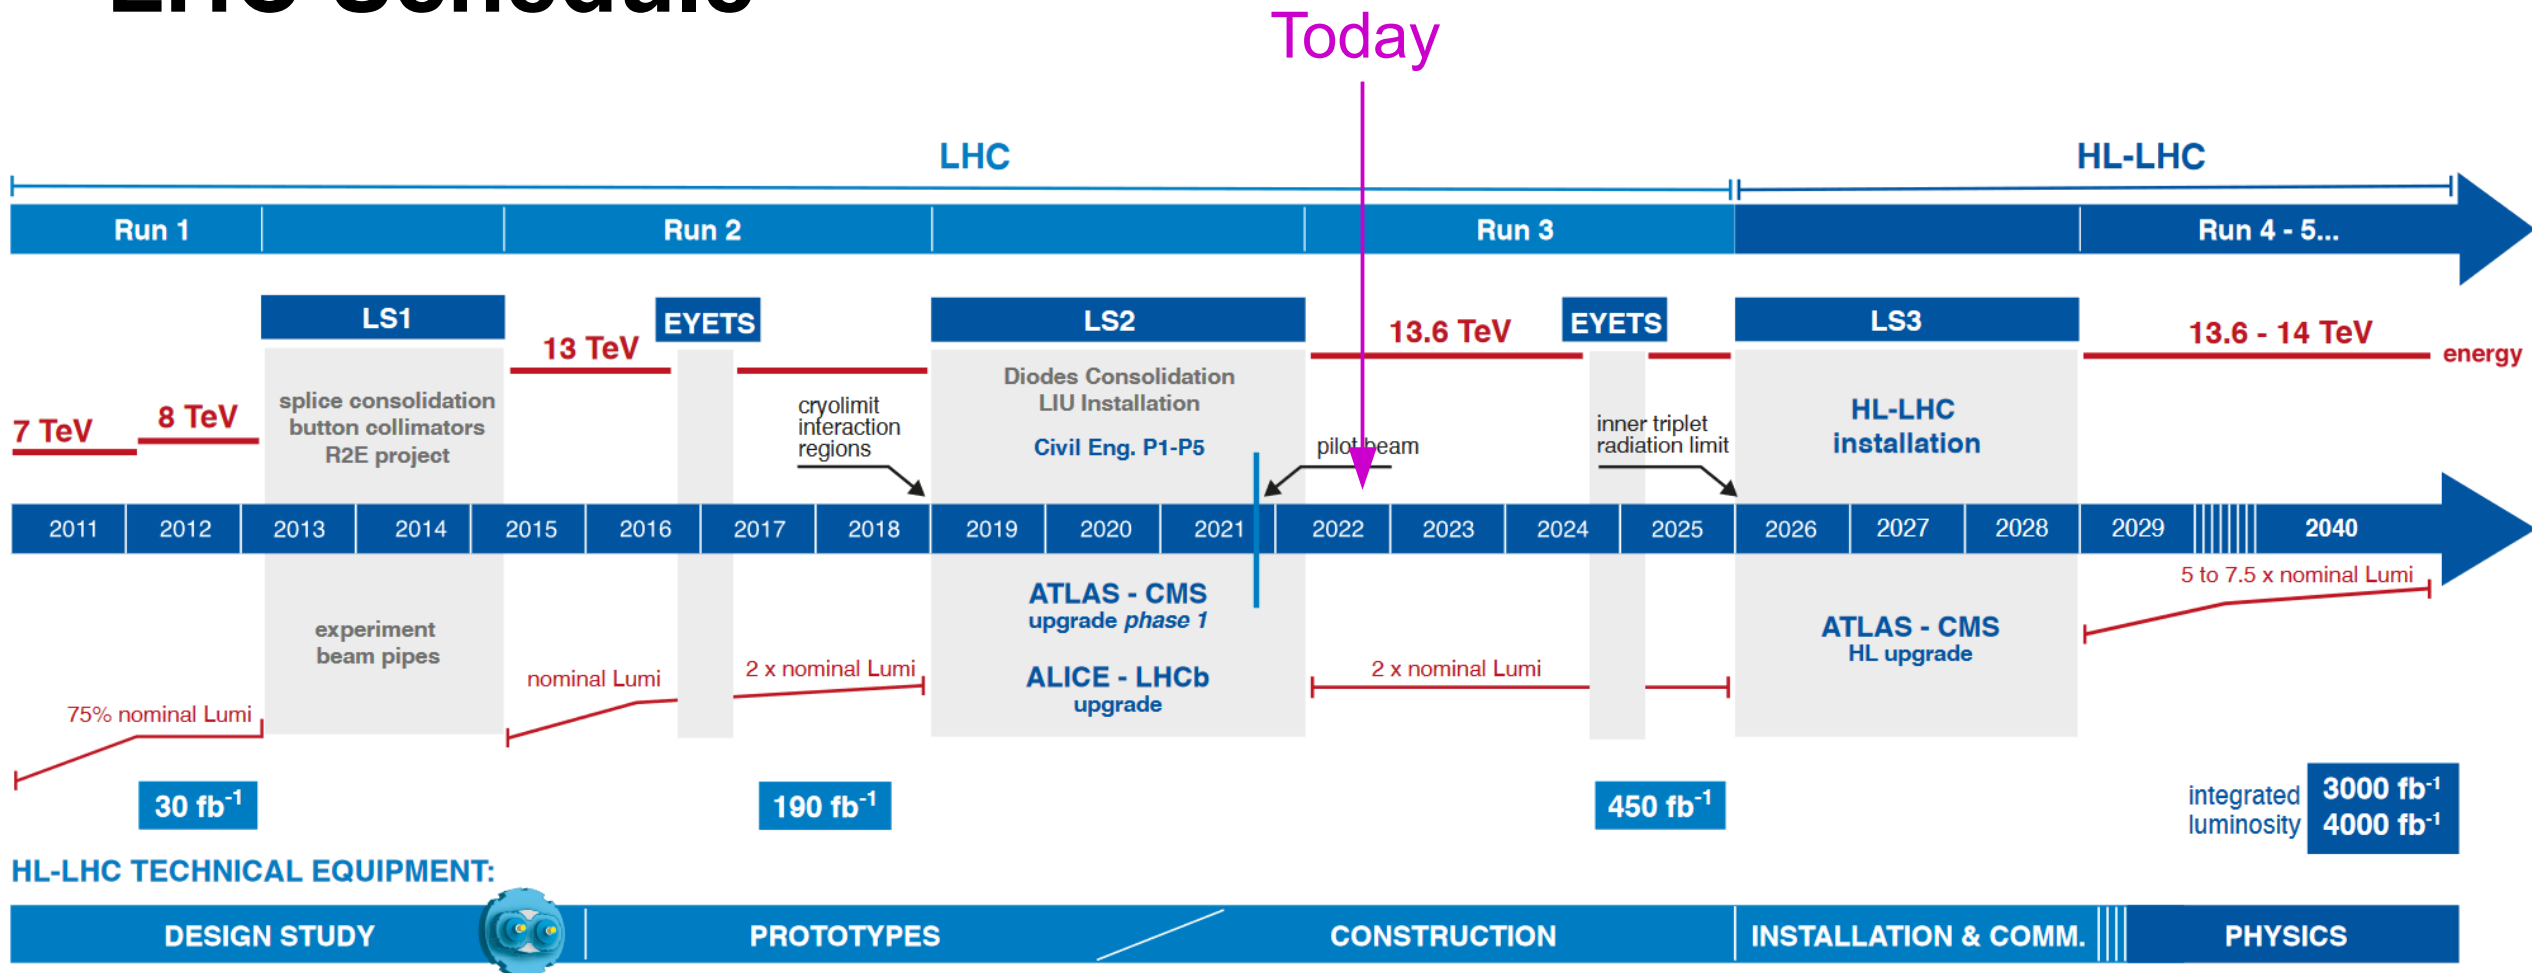 LHC Schedule
Today
LHC
HL-LHC
Run 1
Run 2
Run 3
Run 4 - 5...
LS1
EYETS
LS2
EYETS
LS3
13 TeV
13.6 TeV
13.6 - 14 TeV
energy
7 TeV
8 TeV
splice consolidation
button collimators
R2E project
cryolimit
interaction
regions
Diodes Consolidation
LIU Installation
Civil Eng. P1-P5
pilot beam
inner triplet
radiation limit
HL-LHC
installation
2011 2012 2013 2014 2015 2016 2017 2018 2019 2020 2021 2022 2023 2024 2025 2026 2027 2028 2029 2040
5 to 7.5 x nominal Lumi
experiment
beam pipes
ATLAS - CMS
upgrade phase 1
ALICE - LHCb
upgrade
ATLAS - CMS
HL upgrade
75% nominal Lumi
nominal Lumi
2 x nominal Lumi
2 x nominal Lumi
30 fb⁻¹
190 fb⁻¹
450 fb⁻¹
integrated
luminosity
3000 fb⁻¹
4000 fb⁻¹
HL-LHC TECHNICAL EQUIPMENT:
DESIGN STUDY
PROTOTYPES
CONSTRUCTION
INSTALLATION & COMM.
PHYSICS